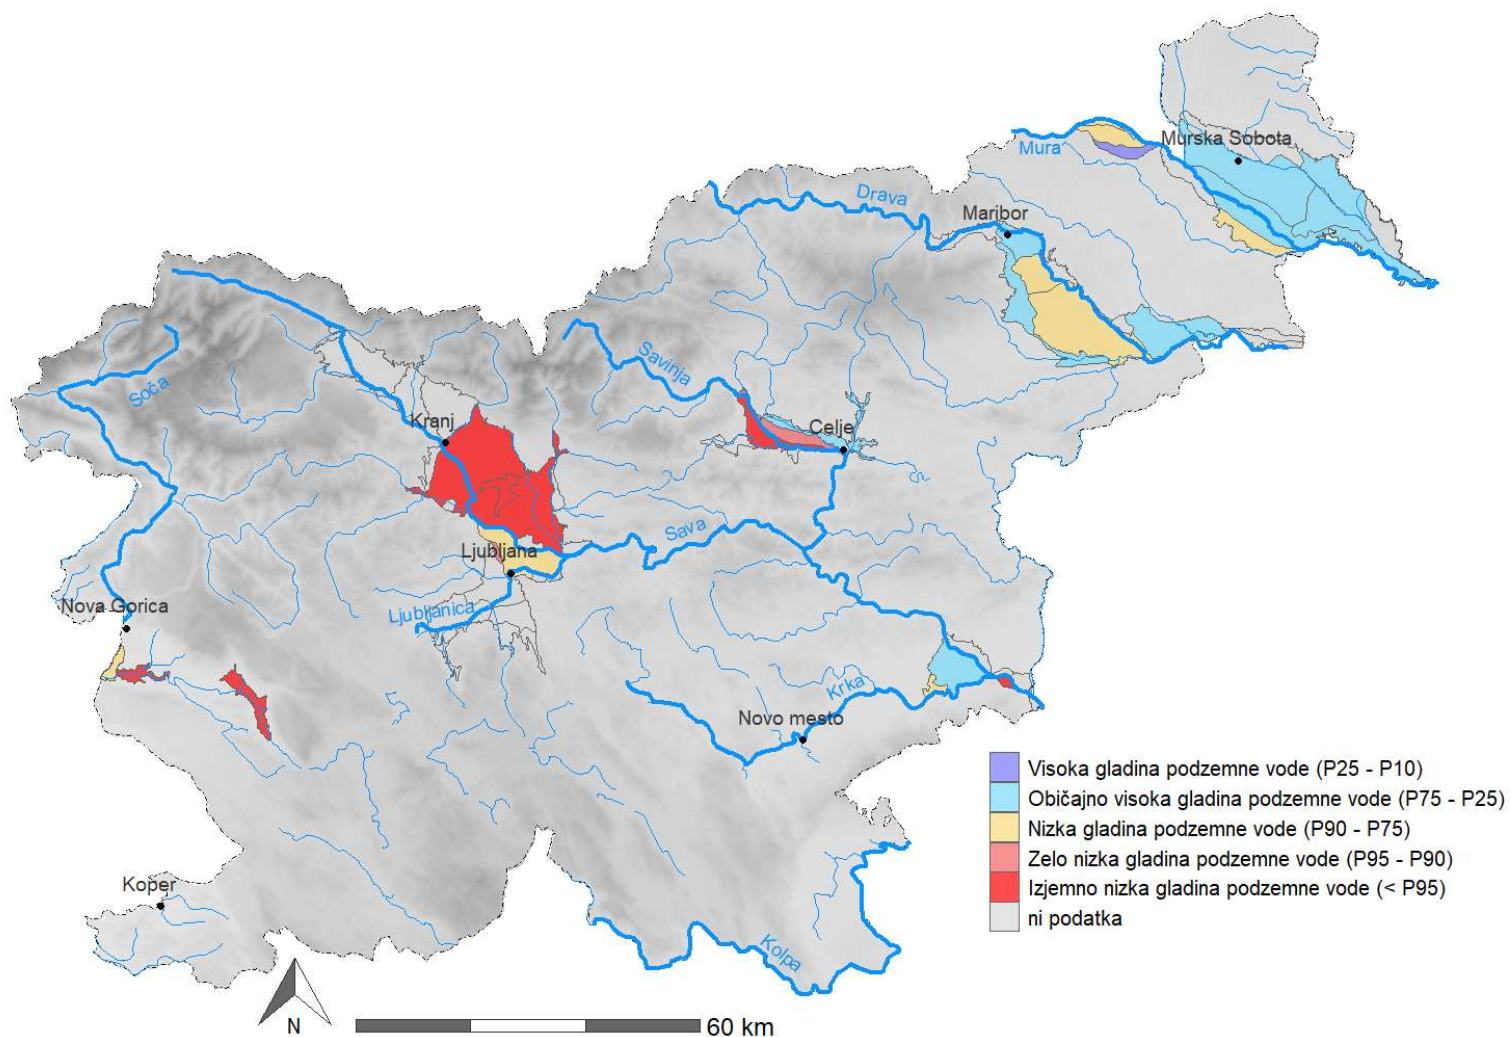 Mura
Murska Sobota
Drava
Maribor
Soča
Savinja
Kranj
Celje
Sava
Ljubljana
Nova Gorica
Ljubljanica
Krka
Novo mesto
Visoka gladina podzemne vode (P25 - P10)
Običajno visoka gladina podzemne vode (P75 - P25)
Nizka gladina podzemne vode (P90 - P75)
Zelo nizka gladina podzemne vode (P95 - P90)
Izjemno nizka gladina podzemne vode (< P95)
ni podatka
Koper
Kolpa
N
60 km